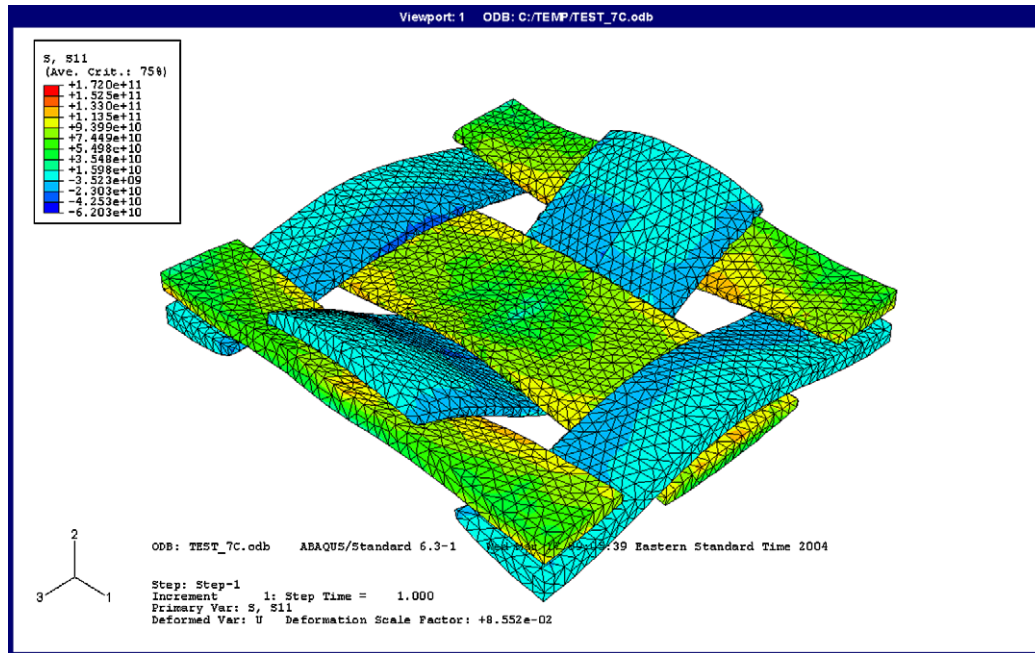 Viewport: 1 ODB: C:/TEMP/TEST_7C.odb
S, S11
(Ave. Crit.: 75%)
+1.720e+11
+1.525e+11
+1.330e+11
+1.135e+11
+9.399e+10
+7.449e+10
+5.498e+10
+3.548e+10
+1.598e+10
-3.523e+09
-2.303e+10
-4.253e+10
-6.203e+10
2
3
1
ODB: TEST_7C.odb ABAQUS/Standard 6.3-1 39 Eastern Standard Time 2004
Step: Step-1
Increment 1: Step Time = 1.000
Primary Var: S, S11
Deformed Var: U Deformation Scale Factor: +8.552e-02